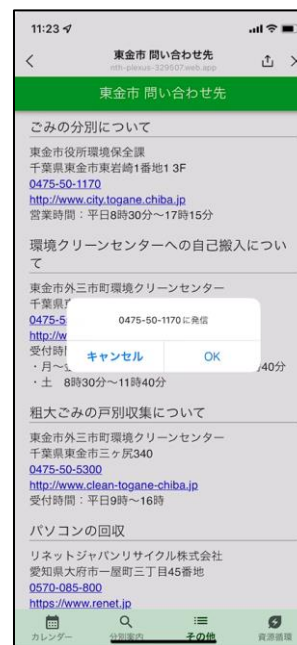 11:23
東金市 問い合わせ先
nth-plexus-329507.web.app
東金市 問い合わせ先
ごみの分別について
東金市役所環境保全課
千葉県東金市東岩崎1番地1 3F
0475-50-1170
http://www.city.togane.chiba.jp
営業時間：平日8時30分〜17時15分
環境クリーンセンターへの自己搬入につい
て
東金市外三市町環境クリーンセンター
千葉県
0475-5
http://w
受付時
・月〜
40分
0475-50-1170に発信
キャンセル OK
・土 8時30分〜11時40分
粗大ごみの戸別収集について
東金市外三市町環境クリーンセンター
千葉県東金市三ヶ尻340
0475-50-5300
http://www.clean-togane-chiba.jp
受付時間：平日9時〜16時
パソコンの回収
リネットジャパンリサイクル株式会社
愛知県大府市一屋町三丁目45番地
0570-085-800
https://www.renet.jp
カレンダー 分別案内 その他 資源循環